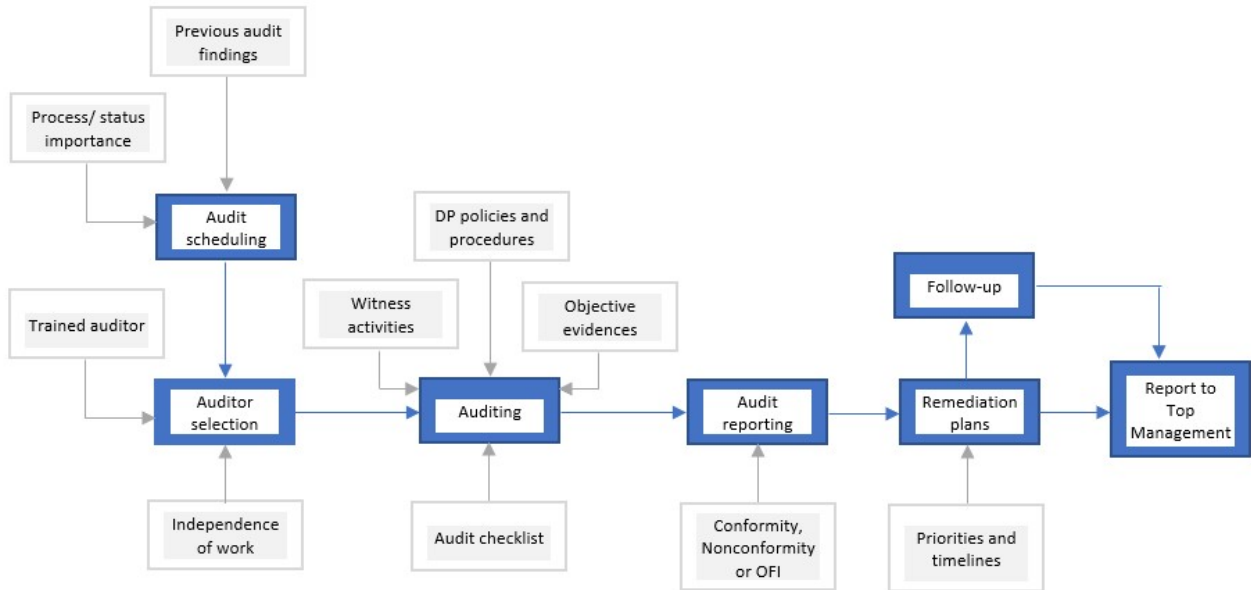 Previous audit
findings
Process/ status
importance
Audit
scheduling
DP policies and
procedures
Witness
activities
Objective
evidences
Follow-up
Trained auditor
Auditor
selection
Auditing
Audit
reporting
Remediation
plans
Report to
Top
Management
Independence
of work
Audit checklist
Conformity,
Nonconformity
or OFI
Priorities and
timelines